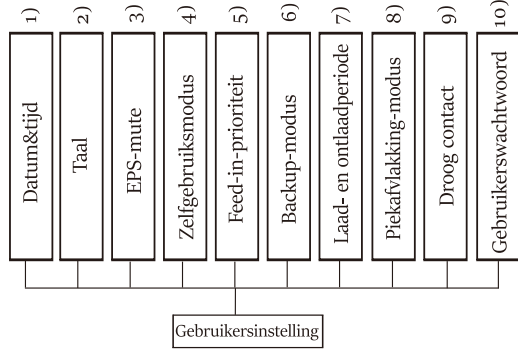 1)
Datum&tijd
2)
Taal
3)
EPS-mute
4)
Zelfgebruiksmodus
5)
Feed-in-prioriteit
6)
Backup-modus
7)
Laad- en ontlaadperiode
8)
Piekafvlakking-modus
9)
Droog contact
10)
Gebruikerswachtwoord
Gebruikersinstelling